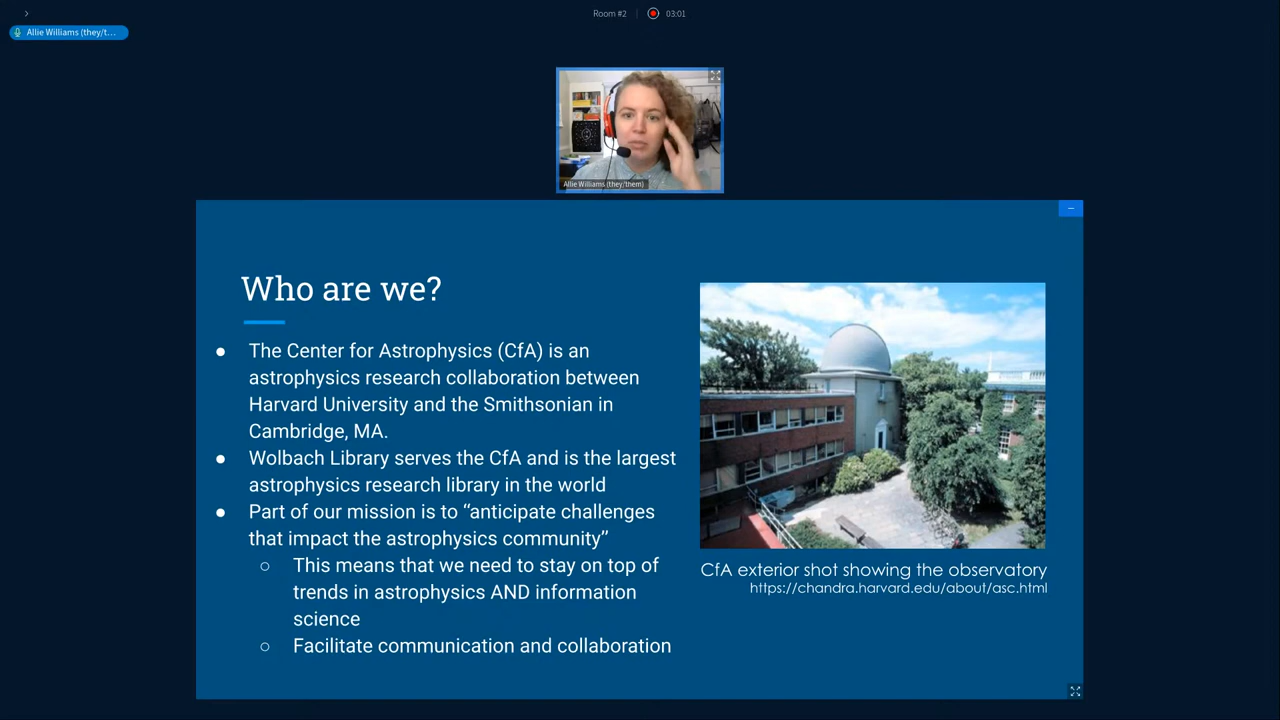 Room #2
03:01
Allie Williams (they/t...
Allie Williams (they/them)
Who are we?
● The Center for Astrophysics (CfA) is an
astrophysics research collaboration between
Harvard University and the Smithsonian in
Cambridge, MA.
● Wolbach Library serves the CfA and is the largest
astrophysics research library in the world
● Part of our mission is to “anticipate challenges
that impact the astrophysics community”
○ This means that we need to stay on top of
trends in astrophysics AND information
science
○ Facilitate communication and collaboration
CfA exterior shot showing the observatory
https://chandra.harvard.edu/about/asc.html